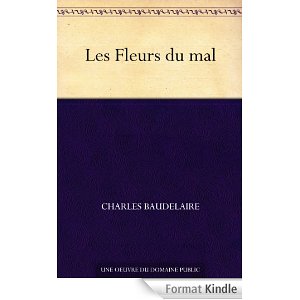 Les Fleurs du mal
CHARLES BAUDELAIRE
UNE OEUVRE DU DOMAINE PUBLIC
Format Kindle